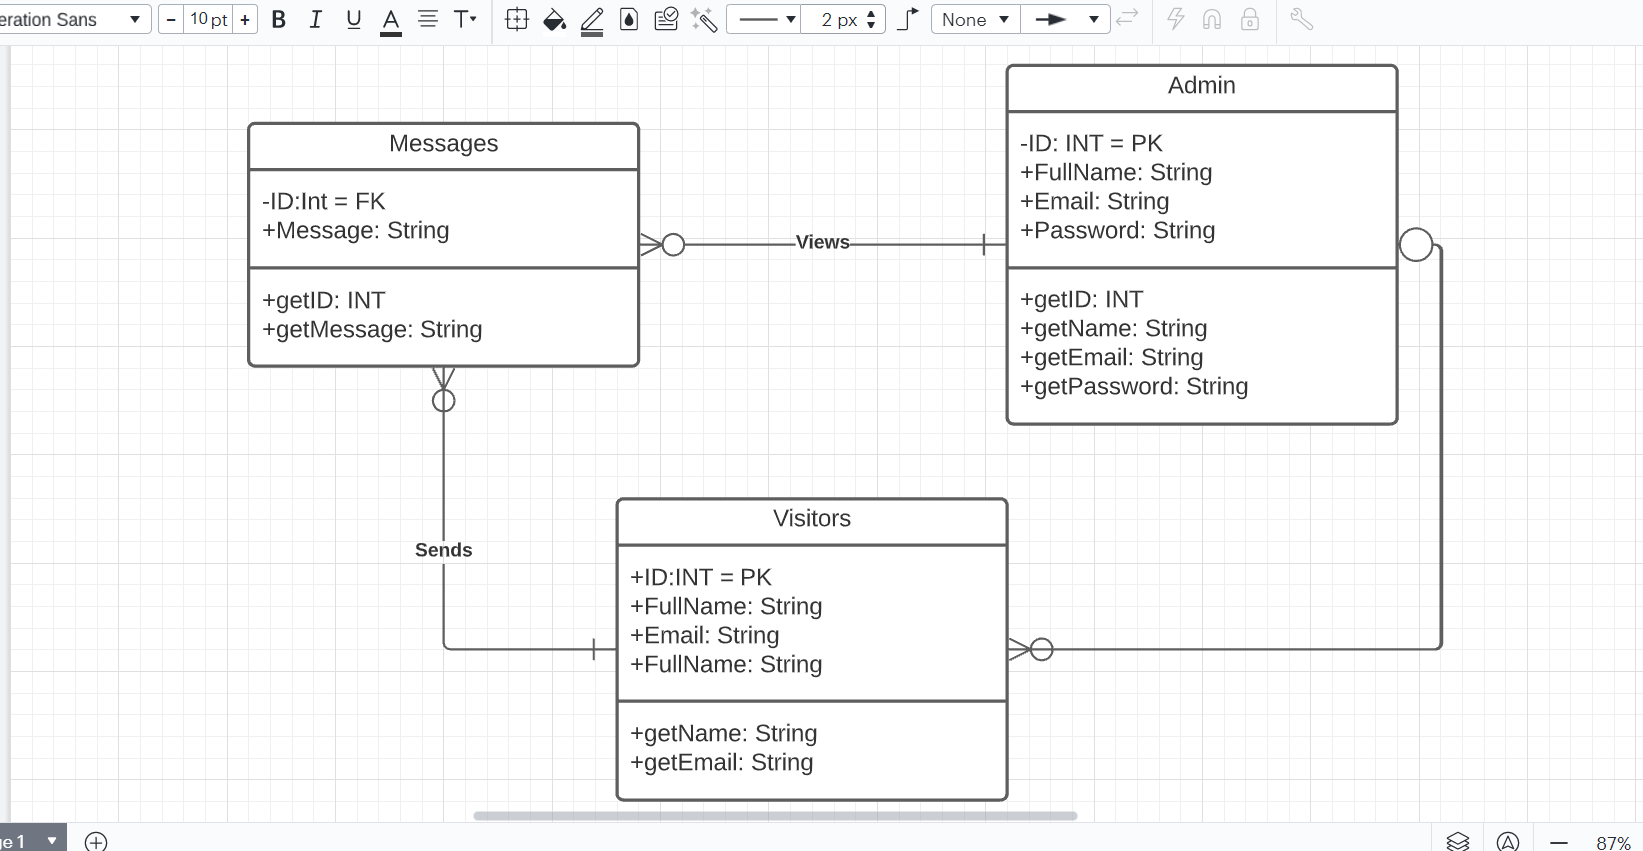 eration Sans
- 10 pt + B I U A T 2 px None
Admin
-ID: INT = PK
+FullName: String
+Email: String
+Password: String
+getID: INT
+getName: String
+getEmail: String
+getPassword: String
Messages
-ID:Int = FK
+Message: String
+getID: INT
+getMessage: String
Views
Sends
Visitors
+ID:INT = PK
+FullName: String
+Email: String
+FullName: String
+getName: String
+getEmail: String
ge 1
87%